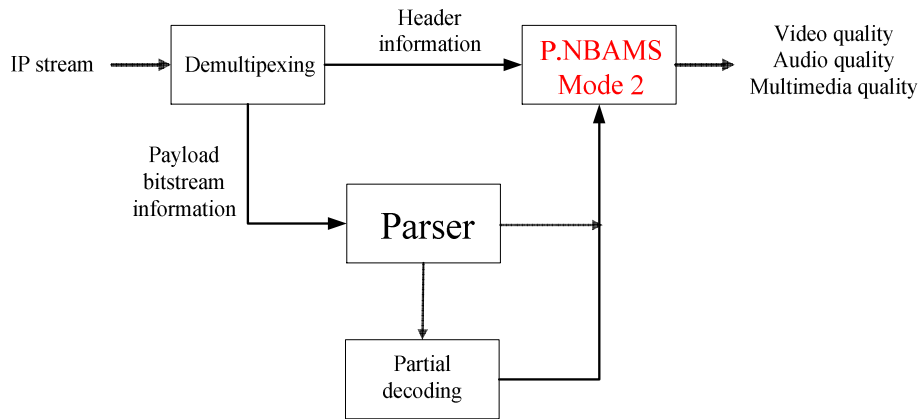 Header
information
IP stream
Demultipexing
P.NBAMS
Mode 2
Video quality
Audio quality
Multimedia quality
Payload
bitstream
information
Parser
Partial
decoding